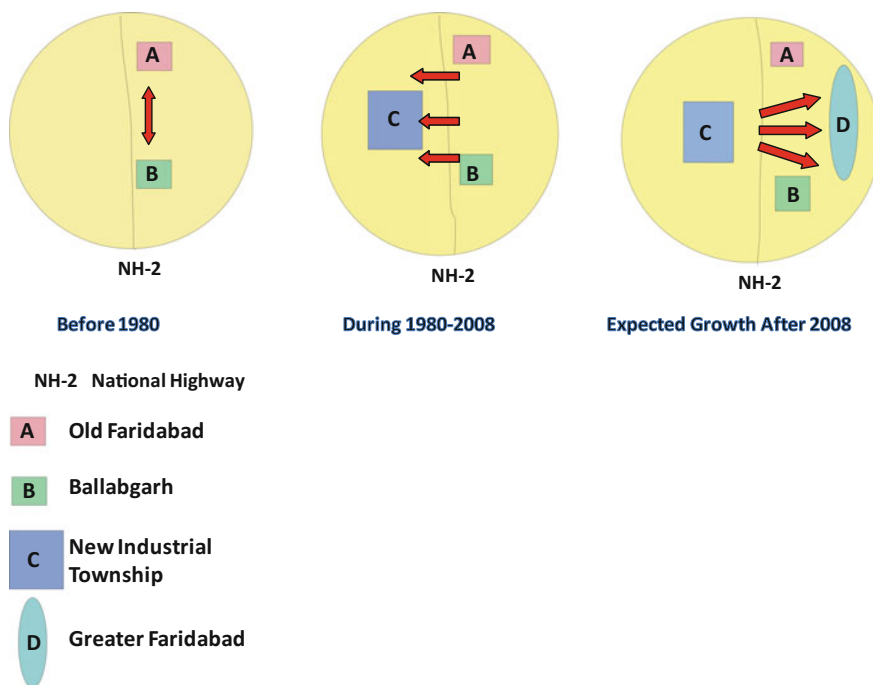 A
B
NH-2
Before 1980
A
C
B
NH-2
During 1980-2008
A
C
D
B
NH-2
Expected Growth After 2008
NH-2 National Highway
A Old Faridabad
B Ballabgarh
C New Industrial
Township
D Greater Faridabad